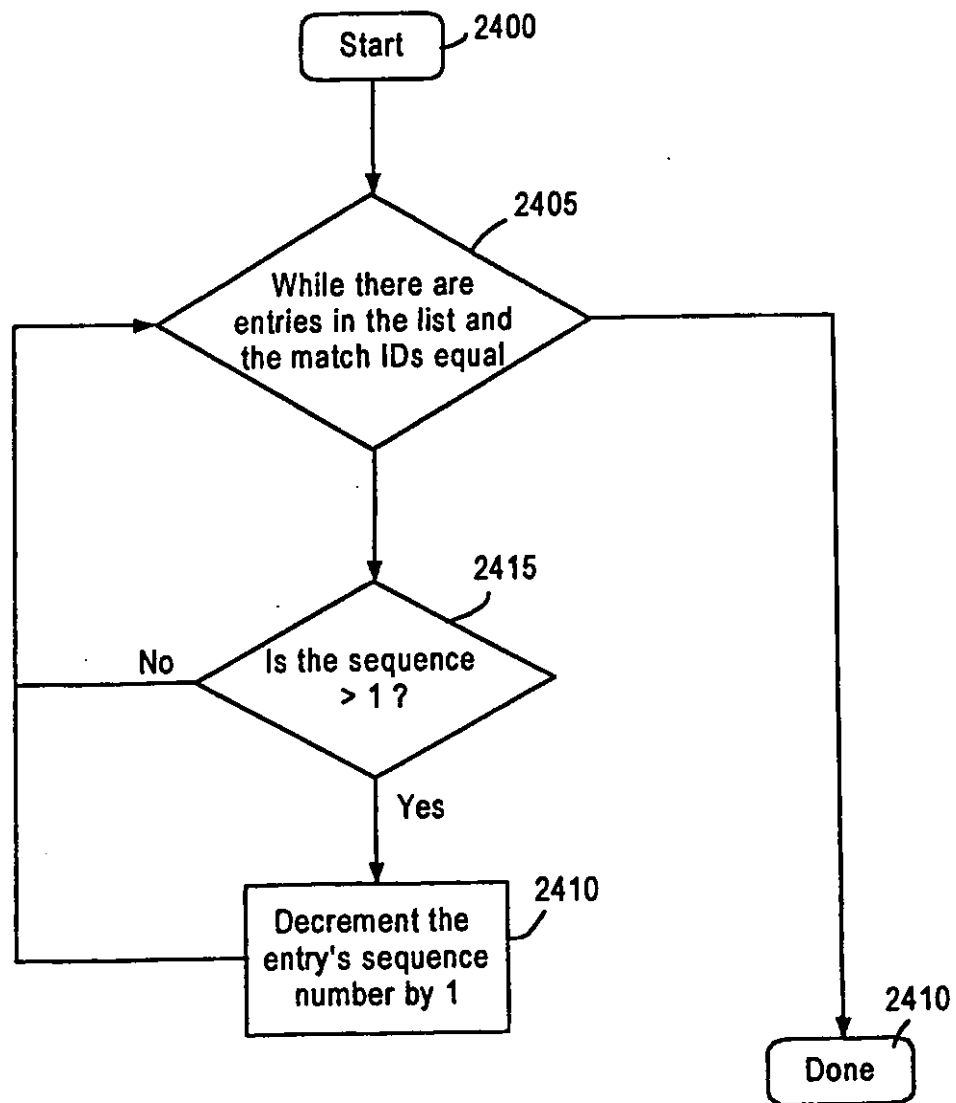 Start
2400
2405
While there are
entries in the list and
the match IDs equal
2415
No
Is the sequence
> 1 ?
Yes
2410
Decrement the
entry's sequence
number by 1
2410
Done